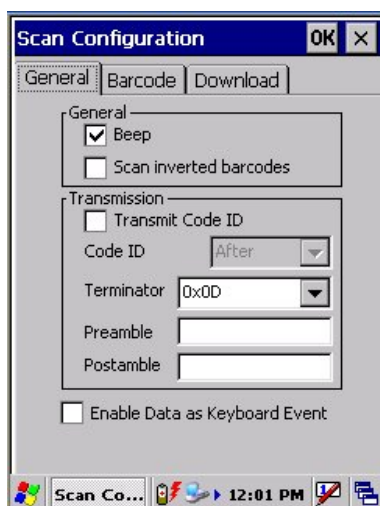 Scan Configuration OK ×
General Barcode Download
General
Beep
Scan inverted barcodes
Transmission
Transmit Code ID
Code ID After
Terminator 0x0D
Preamble
Postamble
Enable Data as Keyboard Event
Scan Co... 12:01 PM